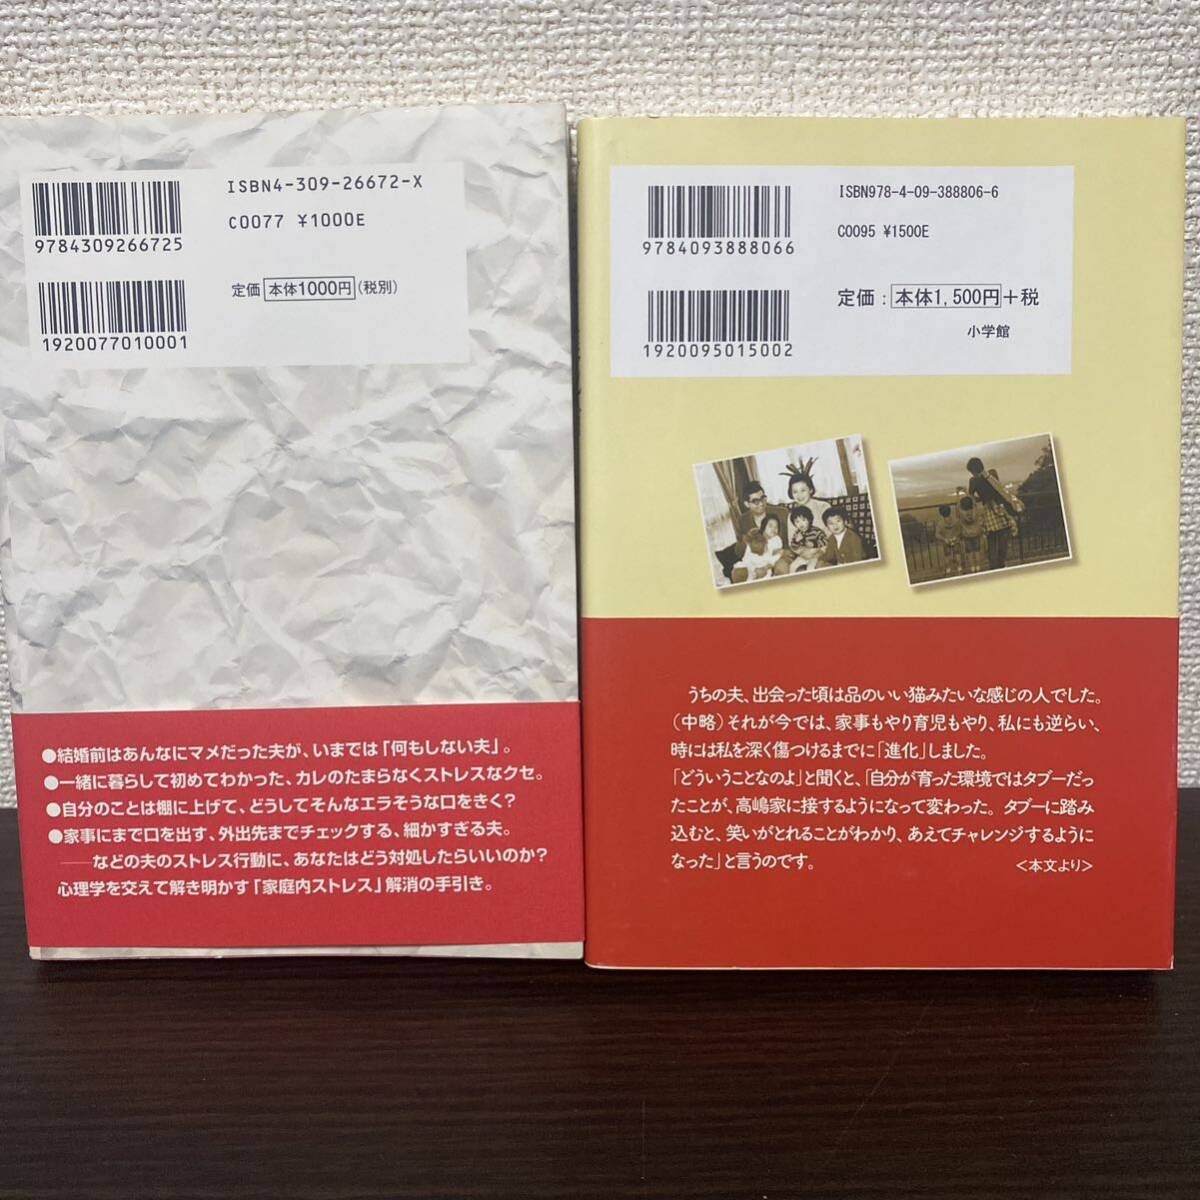 ISBN4-309-26672-X
C0077 ¥1000E
9784309266725
定価 本体1000円(税別)
1920077010001
●結婚前はあんなにマメだった夫が、いまでは「何もしない夫」。
●一緒に暮らして初めてわかった、カレのたまらなくストレスなクセ。
●自分のことは棚に上げて、どうしてそんなエラそうな口をきく?
●家事にまで口を出す、外出先までチェックする、細かすぎる夫。
――などの夫のストレス行動に、あなたはどう対処したらいいのか?
心理学を交えて解き明かす「家庭内ストレス」解消の手引き。
ISBN978-4-09-388806-6
C0095 ¥1500E
9784093888066
定価:本体1,500円+税
1920095015002
小学館
うちの夫、出会った頃は品のいい猫みたいな感じの人でした。
(中略)それが今では、家事もやり育児もやり、私にも逆らい、
時には私を深く傷つけるまでに「進化」しました。
「どういうことなのよ」と聞くと、「自分が育った環境ではタブーだっ
たことが、高嶋家に接するようになって変わった。タブーに踏み
込むと、笑いがとれることがわかり、あえてチャレンジするように
なった」と言うのです。
<本文より>